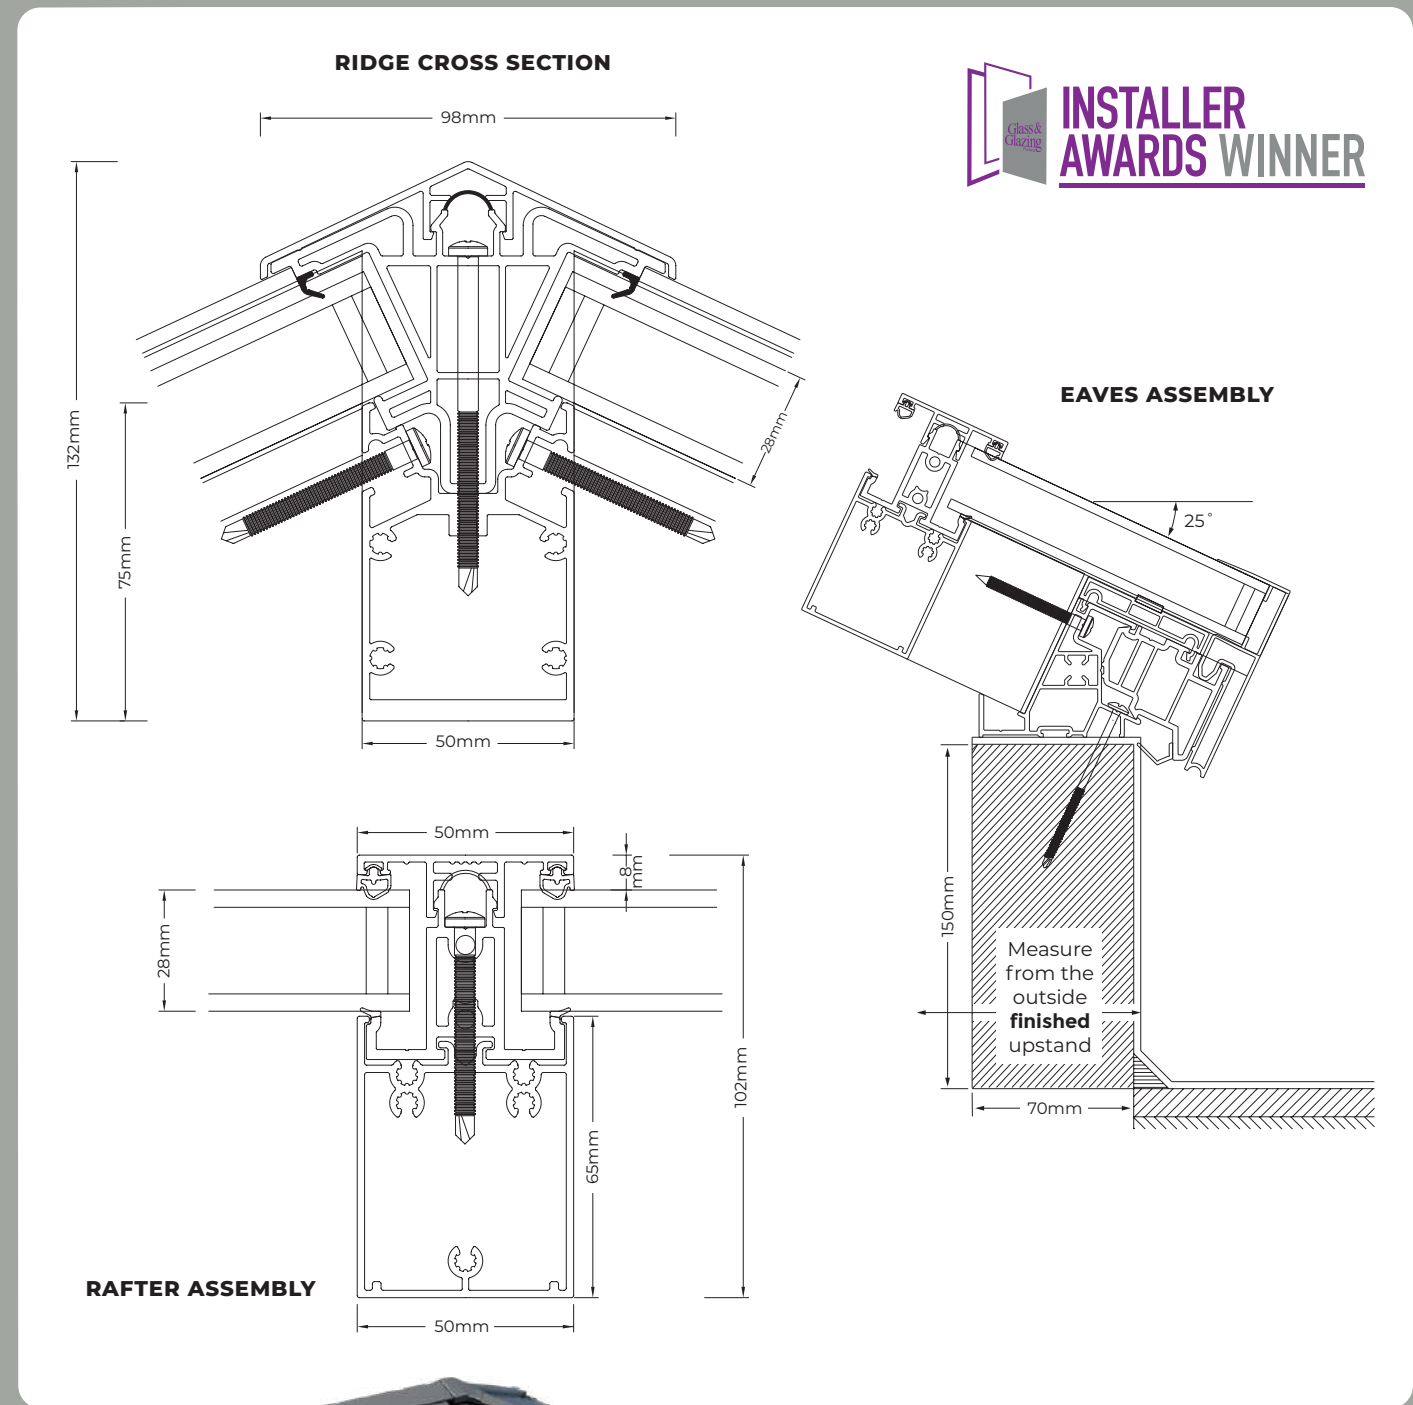 RIDGE CROSS SECTION
98mm
INSTALLER
AWARDS WINNER
Glass &
Glazing
132mm
75mm
28mm
50mm
EAVES ASSEMBLY
25°
150mm
Measure
from the
outside
finished
upstand
70mm
50mm
8
mm
28mm
102mm
65mm
50mm
RAFTER ASSEMBLY